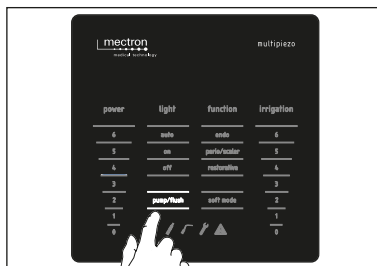 mectron
medical technology
multipiezo
power light function irrigation
6 auto endo 6
5 on perio/scaler 5
4 off restorative 4
3 3
2 pump/flush soft mode 2
1 1
0 0